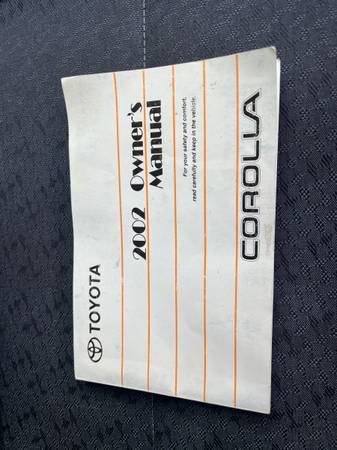 TOYOTA
2002 Owner's
Manual
For your safety and comfort,
read carefully and keep in the vehicle.
COROLLA